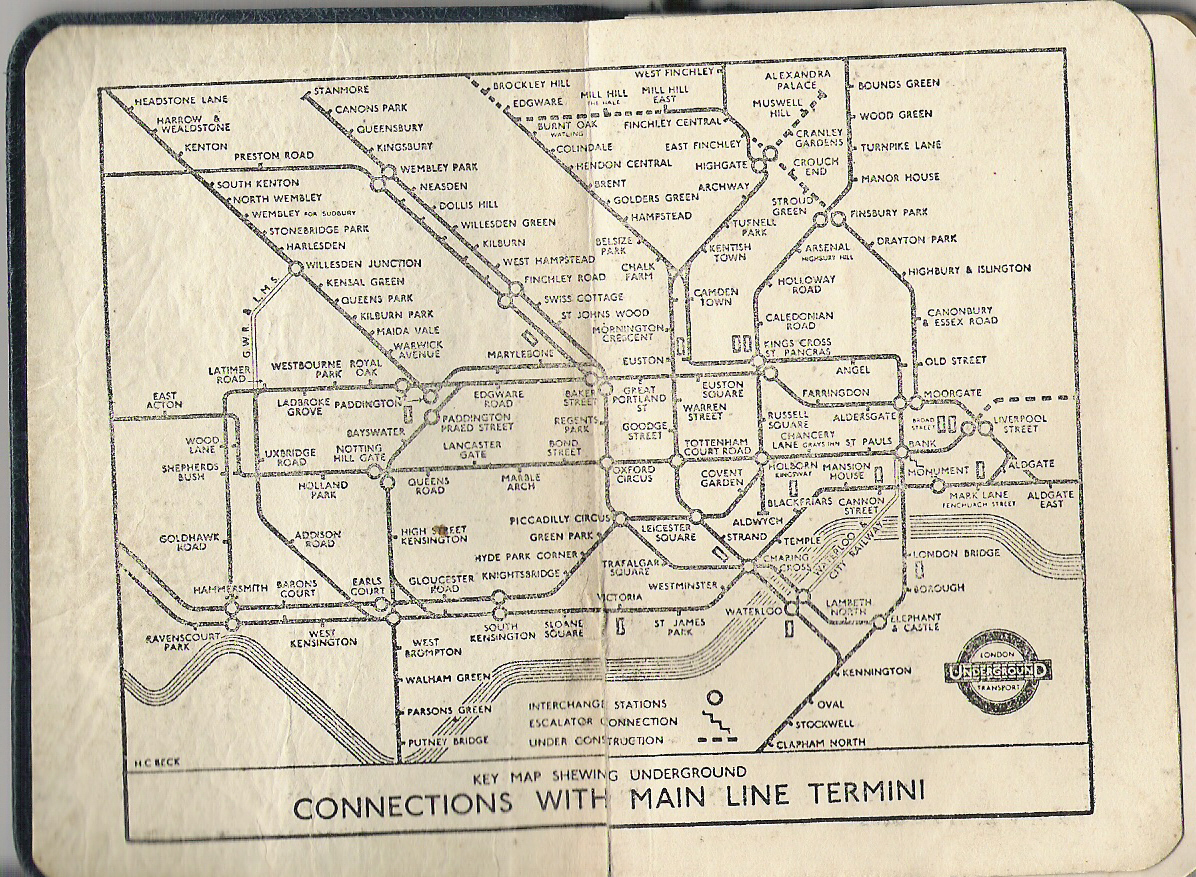 HEADSTONE LANE
HARROW &
WEALDSTONE
KENTON
PRESTON ROAD
SOUTH KENTON
NORTH WEMBLEY
WEMBLEY FOR SUDBURY
STONEBRIDGE PARK
HARLESDEN
WILLESDEN JUNCTION
KENSAL GREEN
QUEENS PARK
KILBURN PARK
MAIDA VALE
WARWICK
AVENUE
G.W.R. & L.M.S.
STANMORE
CANONS PARK
QUEENSBURY
KINGSBURY
WEMBLEY PARK
NEASDEN
DOLLIS HILL
WILLESDEN GREEN
KILBURN
WEST HAMPSTEAD
FINCHLEY ROAD
SWISS COTTAGE
ST JOHNS WOOD
MARYLEBONE
BROCKLEY HILL
EDGWARE
MILL HILL
THE HALE
MILL HILL
EAST
BURNT OAK
WATLING
COLINDALE
HENDON CENTRAL
BRENT
GOLDERS GREEN
HAMPSTEAD
BELSIZE
PARK
CHALK
FARM
WEST FINCHLEY
FINCHLEY CENTRAL
EAST FINCHLEY
HIGHGATE
ARCHWAY
TUFNELL
PARK
KENTISH
TOWN
CAMDEN
TOWN
MORNINGTON
CRESCENT
EUSTON
ALEXANDRA
PALACE
MUSWELL
HILL
CRANLEY
GARDENS
CROUCH
END
STROUD
GREEN
BOUNDS GREEN
WOOD GREEN
TURNPIKE LANE
MANOR HOUSE
FINSBURY PARK
DRAYTON PARK
HIGHBURY & ISLINGTON
CANONBURY
& ESSEX ROAD
OLD STREET
MOORGATE
ARSENAL
HIGHBURY HILL
HOLLOWAY
ROAD
CALEDONIAN
ROAD
KINGS CROSS
ST PANCRAS
ANGEL
FARRINGDON
ALDERSGATE
BROAD
STREET
LIVERPOOL
STREET
LATIMER
ROAD
WESTBOURNE
PARK
ROYAL
OAK
EAST
ACTON
LADBROKE
GROVE
PADDINGTON
EDGWARE
ROAD
BAKER
STREET
GREAT
PORTLAND
ST
EUSTON
SQUARE
WARREN
STREET
RUSSELL
SQUARE
PADDINGTON
PRAED STREET
BAYSWATER
REGENTS
PARK
GOODGE
STREET
WOOD
LANE
SHEPHERDS
BUSH
UXBRIDGE
ROAD
NOTTING
HILL GATE
LANCASTER
GATE
BOND
STREET
TOTTENHAM
COURT ROAD
CHANCERY
LANE GRAYS INN
ST PAULS
BANK
HOLLAND
PARK
QUEENS
ROAD
MARBLE
ARCH
OXFORD
CIRCUS
COVENT
GARDEN
HOLBORN
KINGSWAY
MANSION
HOUSE
MONUMENT
ALDGATE
BLACKFRIARS
CANNON
STREET
MARK LANE
FENCHURCH STREET
ALDGATE
EAST
GOLDHAWK
ROAD
ADDISON
ROAD
HIGH STREET
KENSINGTON
PICCADILLY CIRCUS
GREEN PARK
HYDE PARK CORNER
KNIGHTSBRIDGE
LEICESTER
SQUARE
ALDWYCH
STRAND
TEMPLE
TRAFALGAR
SQUARE
CHARING
CROSS
WATERLOO &
CITY RAILWAY
LONDON BRIDGE
BOROUGH
HAMMERSMITH
BARONS
COURT
EARLS
COURT
GLOUCESTER
ROAD
VICTORIA
WESTMINSTER
WATERLOO
LAMBETH
NORTH
ELEPHANT
& CASTLE
RAVENSCOURT
PARK
WEST
KENSINGTON
WEST
BROMPTON
SOUTH
KENSINGTON
SLOANE
SQUARE
ST JAMES
PARK
WALHAM GREEN
PARSONS GREEN
PUTNEY BRIDGE
KENNINGTON
OVAL
STOCKWELL
CLAPHAM NORTH
INTERCHANGE STATIONS
ESCALATOR CONNECTION
UNDER CONSTRUCTION
LONDON
UNDERGROUND
TRANSPORT
H.C. BECK
KEY MAP SHEWING UNDERGROUND
CONNECTIONS WITH MAIN LINE TERMINI